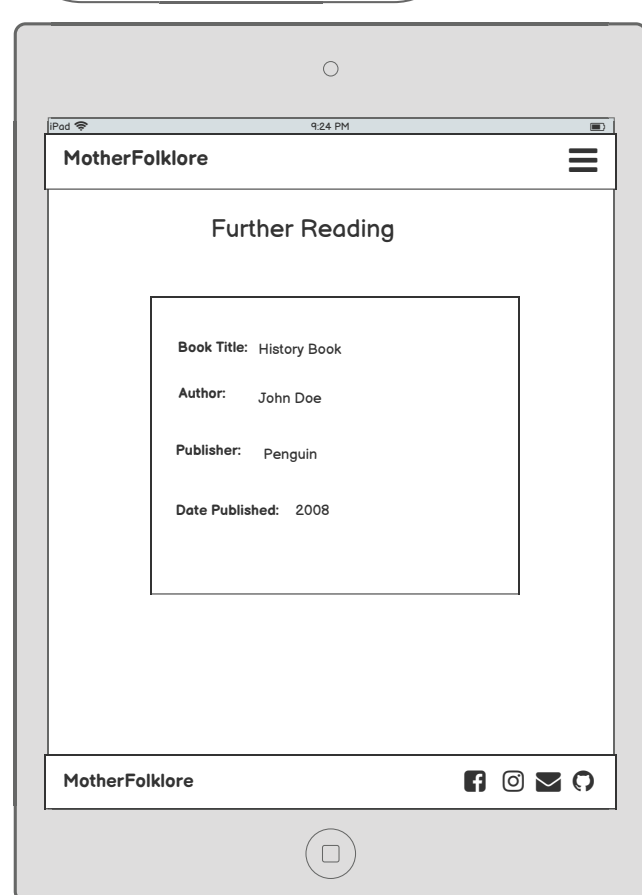 iPad 9:24 PM
MotherFolklore
Further Reading
Book Title: History Book
Author: John Doe
Publisher: Penguin
Date Published: 2008
MotherFolklore